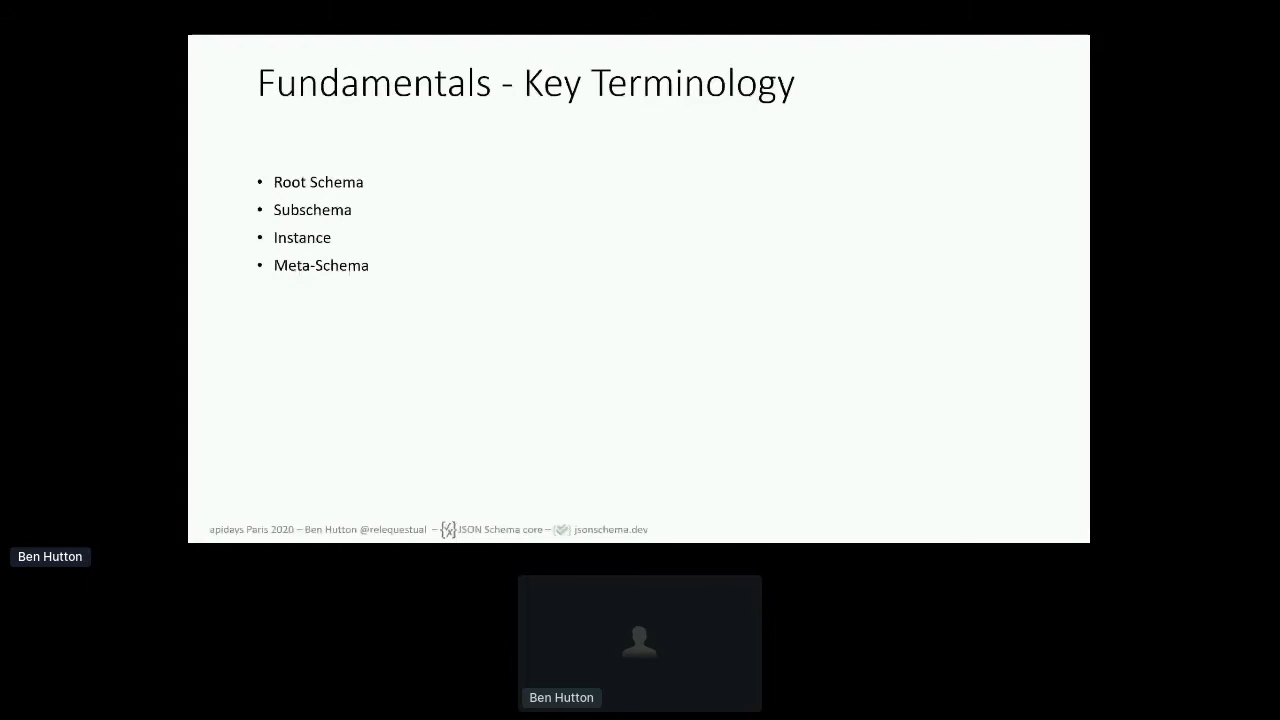 Fundamentals - Key Terminology
• Root Schema
• Subschema
• Instance
• Meta-Schema
apidays Paris 2020 – Ben Hutton @relequestual – JSON Schema core – jsonschema.dev
Ben Hutton
Ben Hutton